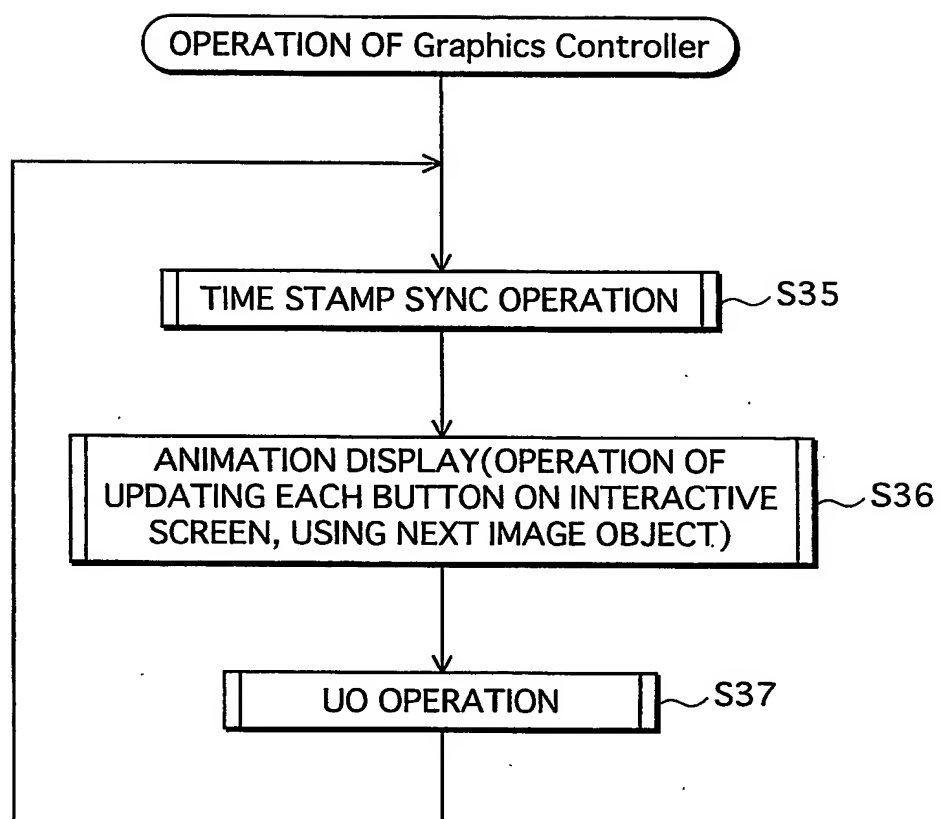 OPERATION OF Graphics Controller
TIME STAMP SYNC OPERATION
S35
ANIMATION DISPLAY(OPERATION OF
UPDATING EACH BUTTON ON INTERACTIVE
SCREEN, USING NEXT IMAGE OBJECT)
S36
UO OPERATION
S37